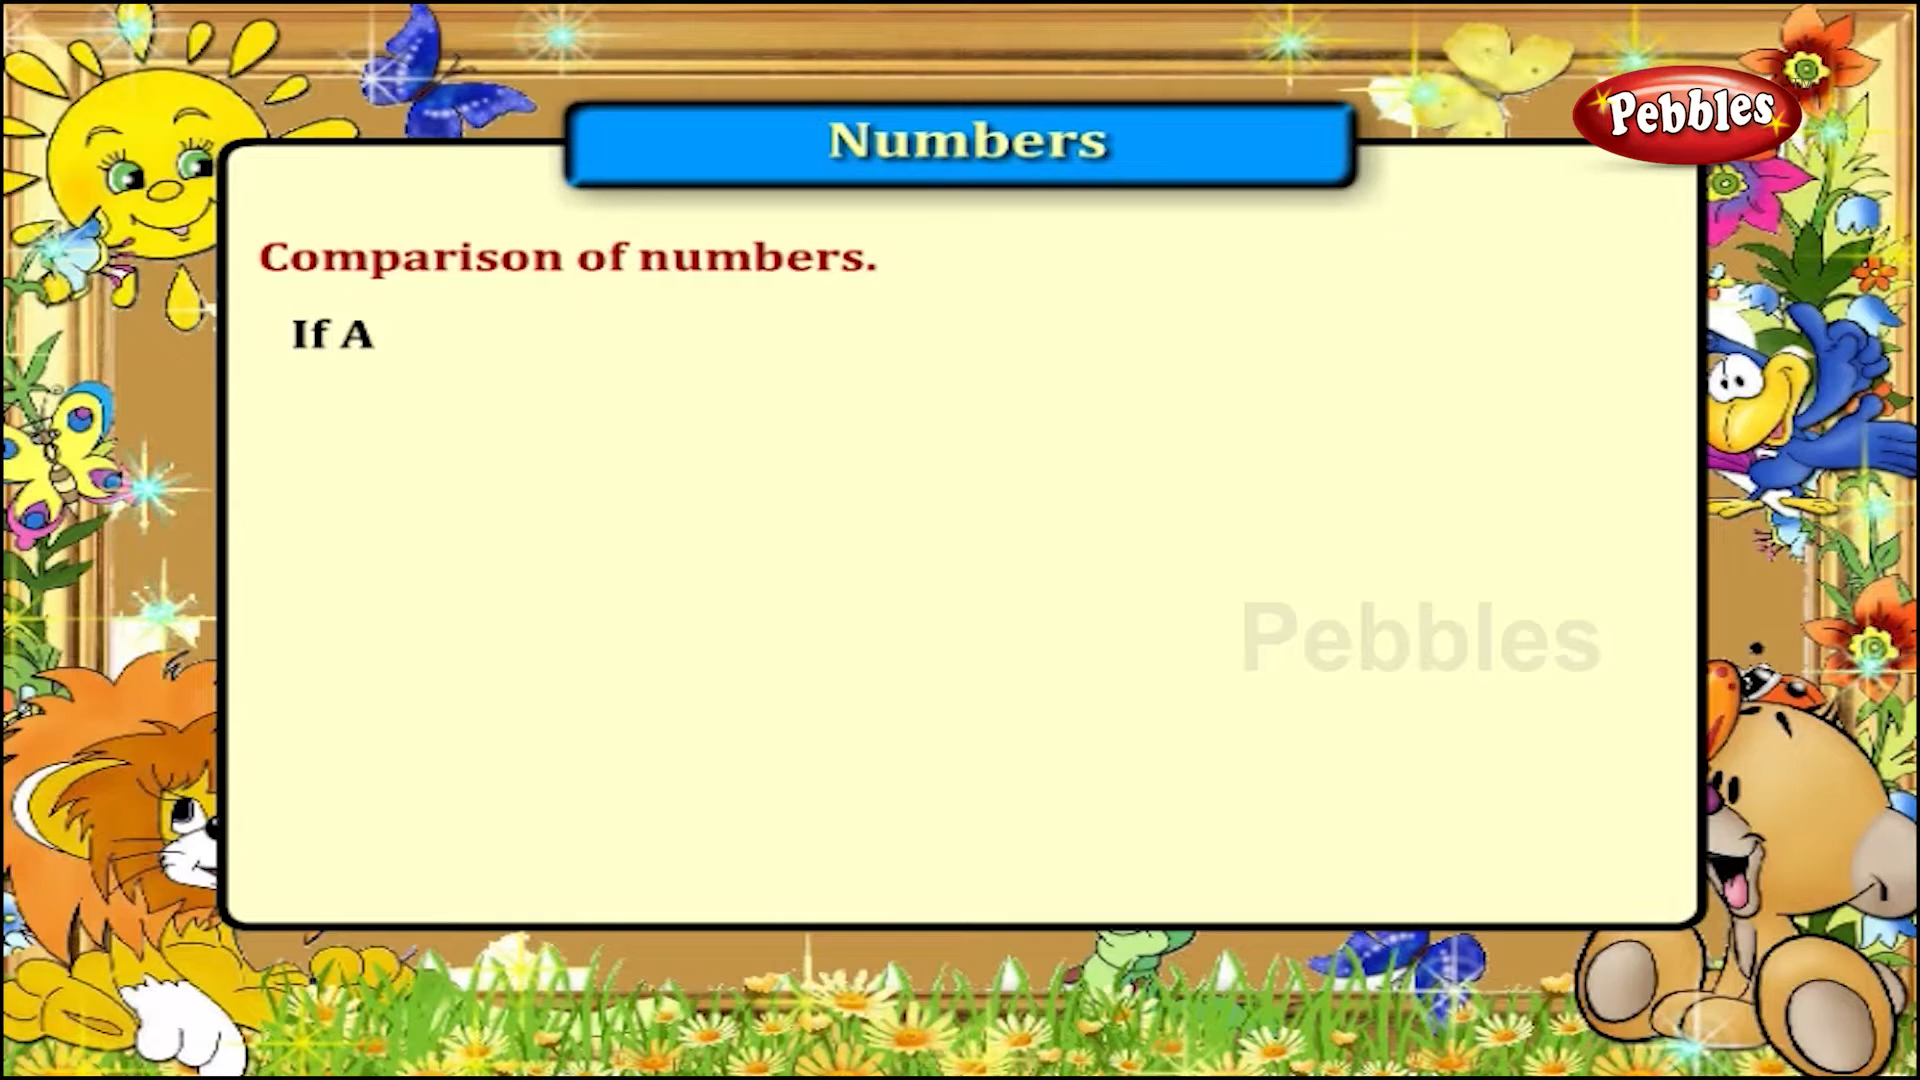 Numbers
Pebbles
Comparison of numbers.
If A
Pebbles